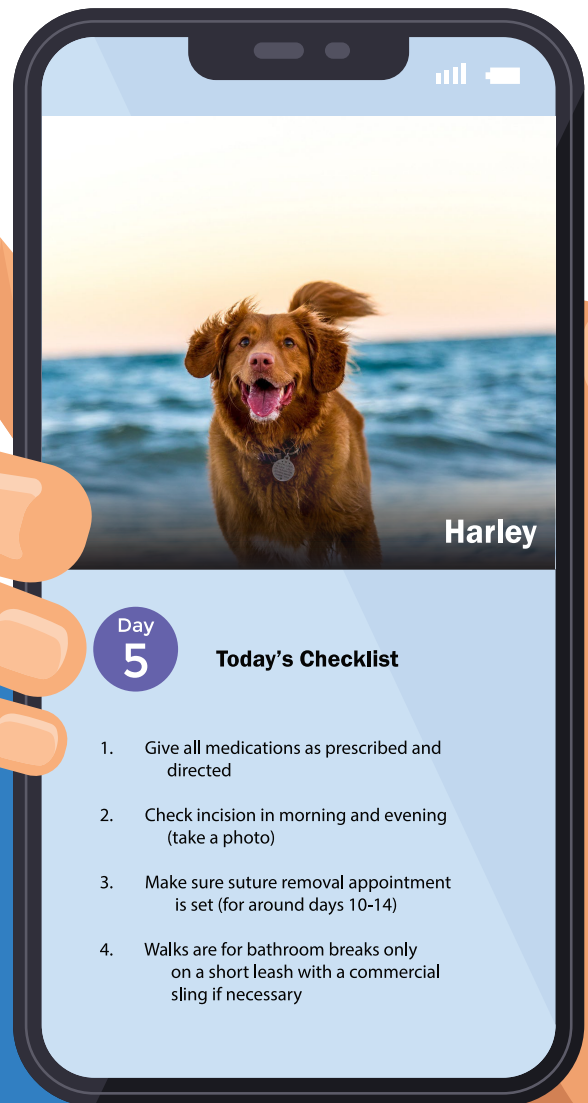 Harley
Day
5
Today's Checklist
1. Give all medications as prescribed and
directed
2. Check incision in morning and evening
(take a photo)
3. Make sure suture removal appointment
is set (for around days 10-14)
4. Walks are for bathroom breaks only
on a short leash with a commercial
sling if necessary